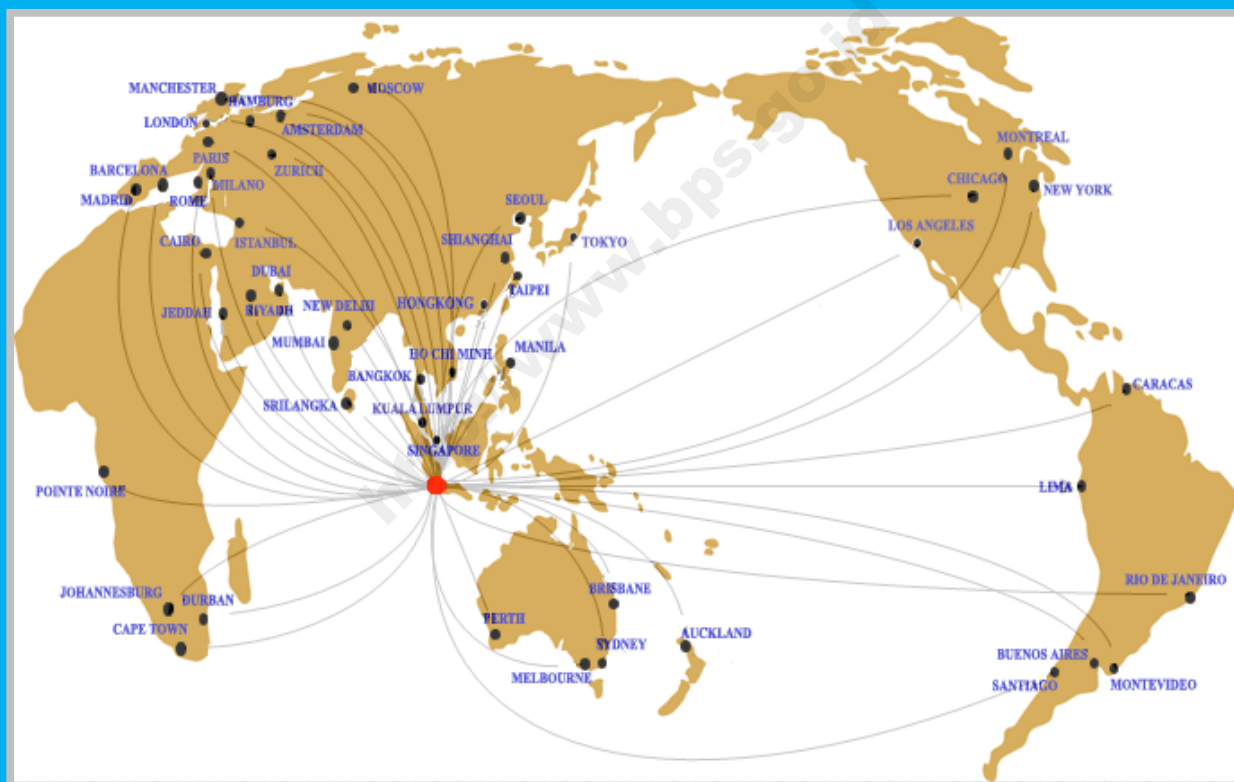 MANCHESTER
MOSCOW
HAMBURG
LONDON
AMSTERDAM
MONTREAL
BARCELONA
PARIS
ZURICH
CHICAGO
MADRID
ROME
MILANO
NEW YORK
SEOUL
LOS ANGELES
CAIRO
ISTANBUL
SHIANGHAI
TOKYO
DUBAI
TAIPEI
JEDDAH
RIYADH
NEW DELHI
HONGKONG
MUMBAI
HO CHI MINH
MANILA
BANGKOK
CARACAS
SRILANGKA
KUALA LUMPUR
SINGAPORE
POINTE NOIRE
LIMA
JOHANNESBURG
DURBAN
BRISBANE
RIO DE JANEIRO
CAPE TOWN
PERTH
SYDNEY
AUCKLAND
MELBOURNE
BUENOS AIRES
SANTIAGO
MONTEVIDEO
www.bps.go.id